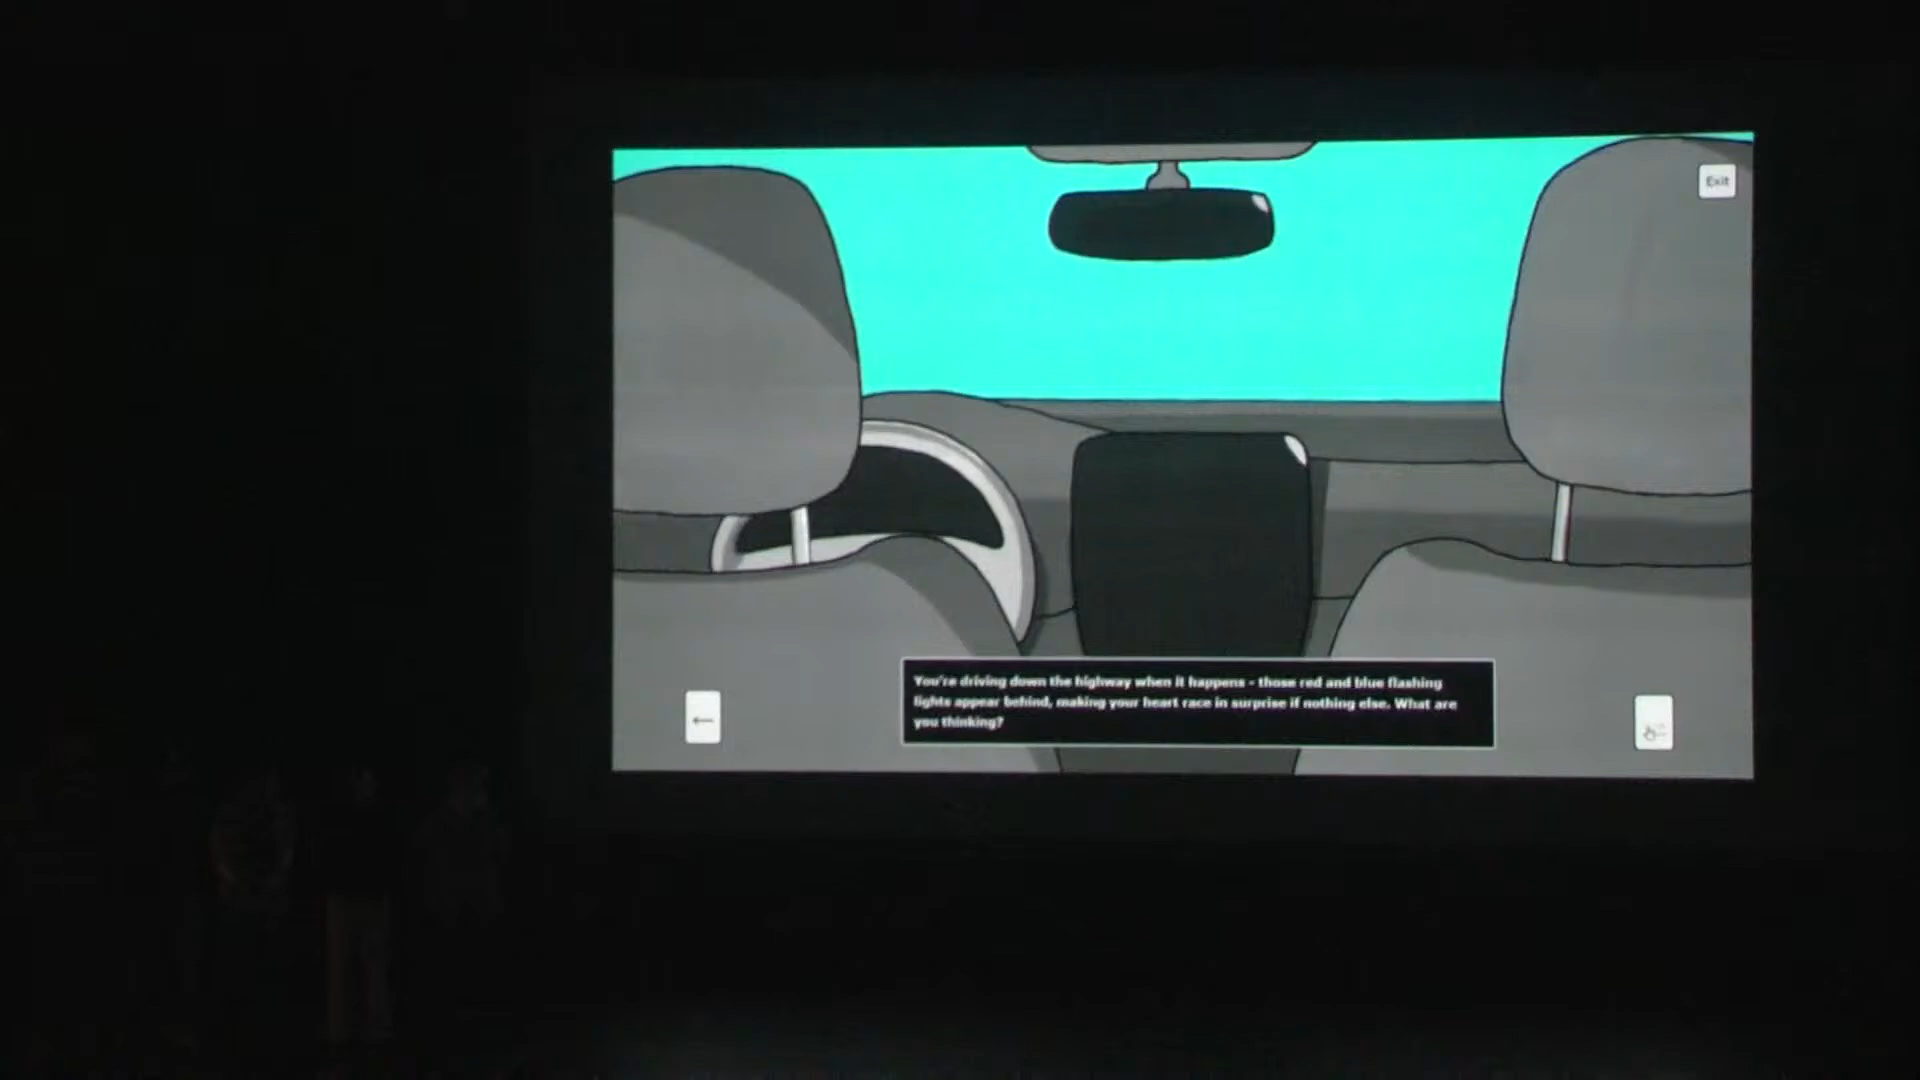 Exit
You're driving down the highway when it happens - those red and blue flashing
lights appear behind, making your heart race in surprise if nothing else. What are
you thinking?